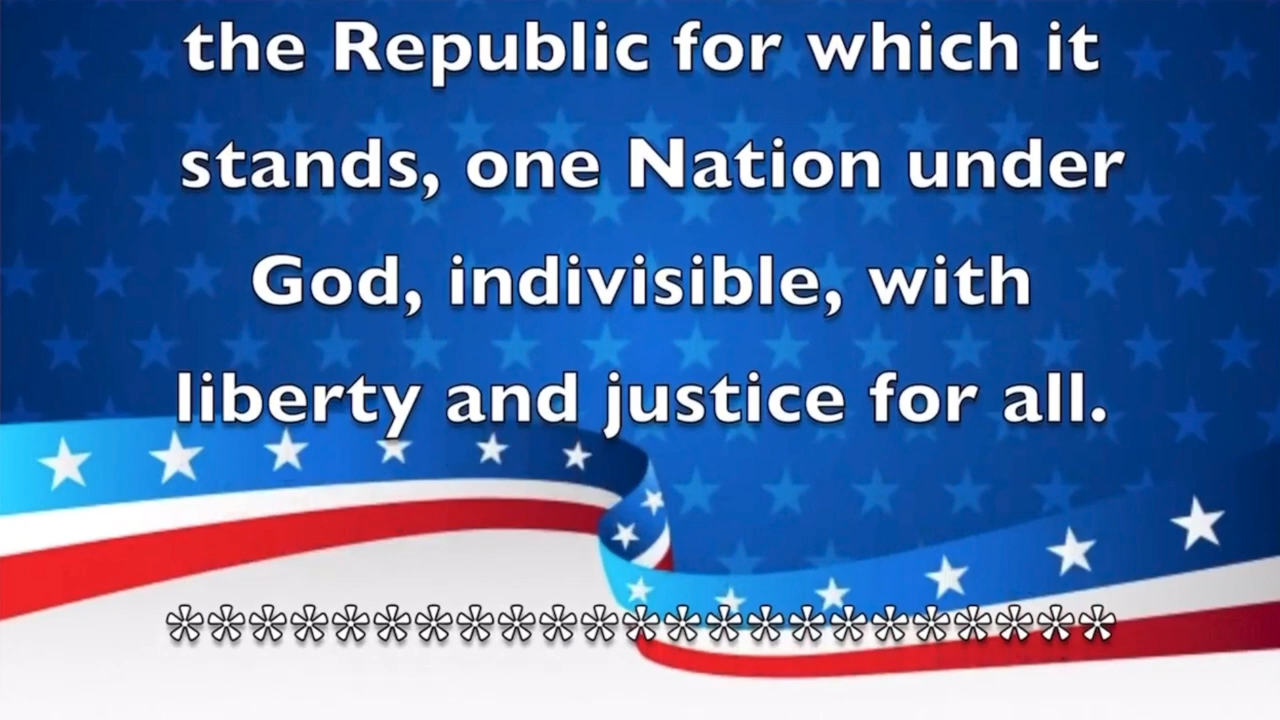 the Republic for which it
stands, one Nation under
God, indivisible, with
liberty and justice for all.
***********************